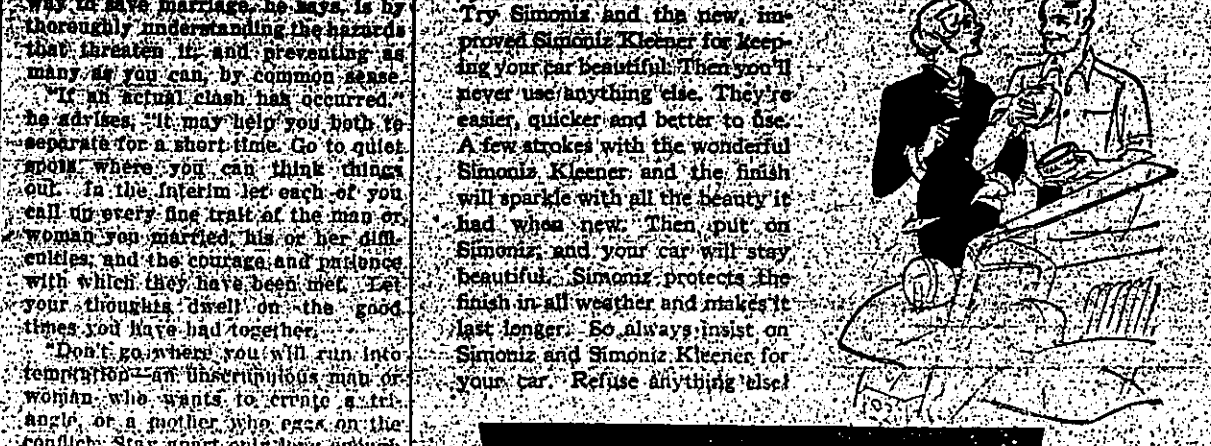 way to save marriage, he says, is by
thoroughly understanding the hazards
that threaten it, and preventing as
many as you can, by common sense.
"If an actual clash has occurred,"
he advises, "it may help you both to
separate for a short time. Go to quiet
spots where you can think things
out. In the interim let each of you
call up every fine trait of the man or
woman you married, his or her diffi-
culties, and the courage and patience
with which they have been met. Let
your thoughts dwell on the good
times you have had together.
"Don't go where you will run into
temptation—an unscrupulous man or
woman who wants to create a tri-
angle, or a mother who eggs on the
conflict. Stay apart only
Try Simoniz and the new, im-
proved Simoniz Kleener for keep-
ing your car beautiful. Then you'll
never use anything else. They're
easier, quicker and better to use.
A few strokes with the wonderful
Simoniz Kleener and the finish
will sparkle with all the beauty it
had when new. Then put on
Simoniz, and your car will stay
beautiful. Simoniz protects the
finish in all weather and makes it
last longer. So always insist on
Simoniz and Simoniz Kleener for
your car. Refuse anything else!